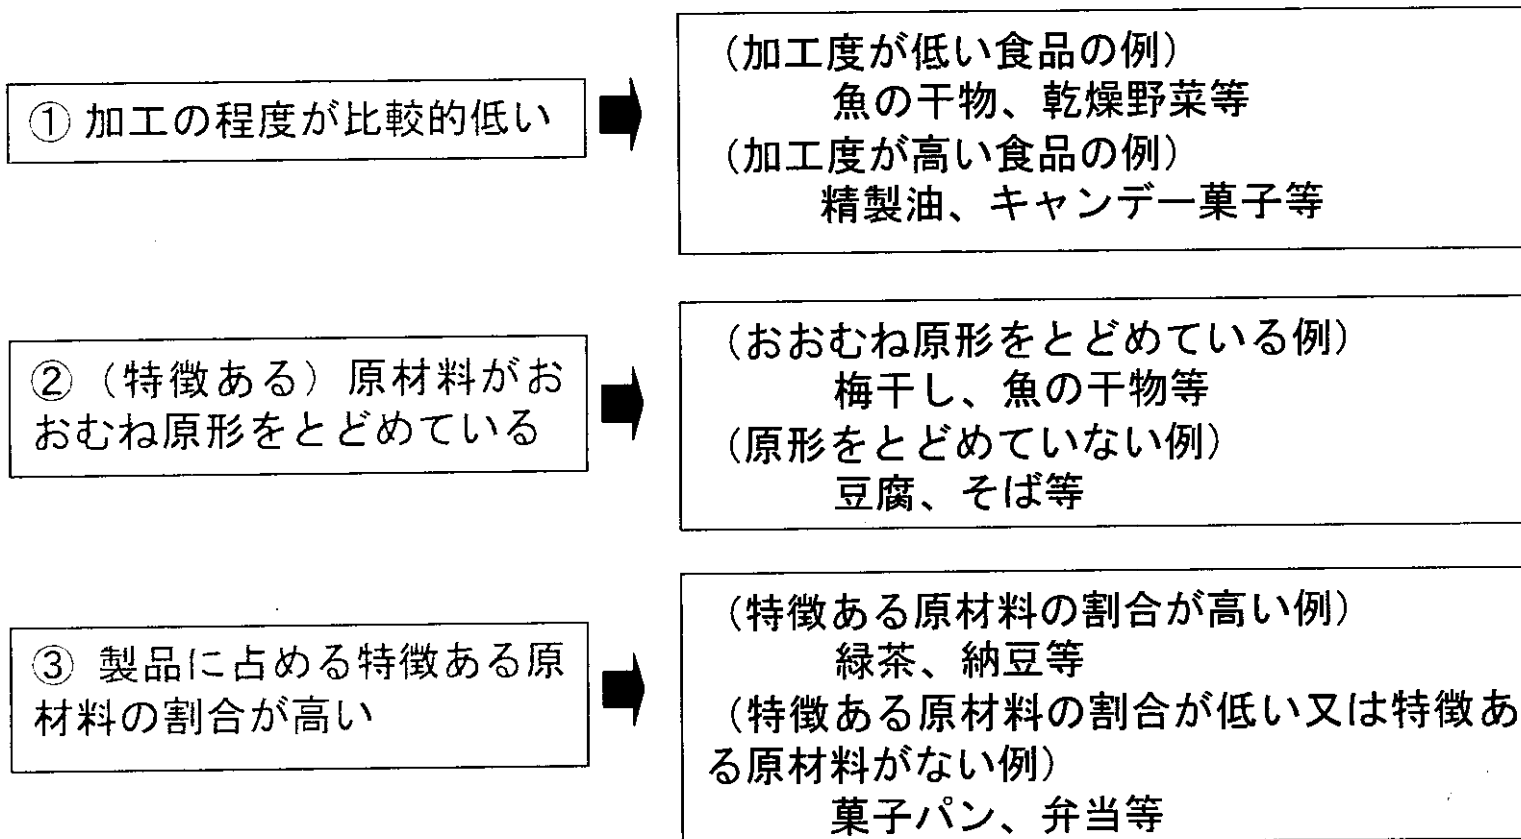 ① 加工の程度が比較的低い
（加工度が低い食品の例）
魚の干物、乾燥野菜等
（加工度が高い食品の例）
精製油、キャンデー菓子等
② （特徴ある）原材料がお
おむね原形をとどめている
（おおむね原形をとどめている例）
梅干し、魚の干物等
（原形をとどめていない例）
豆腐、そば等
③ 製品に占める特徴ある原
材料の割合が高い
（特徴ある原材料の割合が高い例）
緑茶、納豆等
（特徴ある原材料の割合が低い又は特徴あ
る原材料がない例）
菓子パン、弁当等